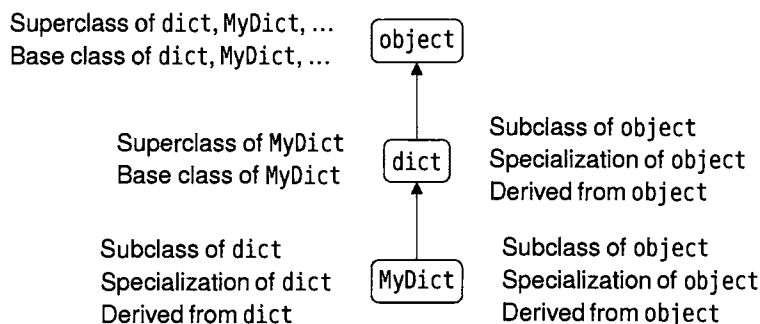 Superclass of dict, MyDict, ...
Base class of dict, MyDict, ...
object
Superclass of MyDict
Base class of MyDict
dict
Subclass of object
Specialization of object
Derived from object
Subclass of dict
Specialization of dict
Derived from dict
MyDict
Subclass of object
Specialization of object
Derived from object